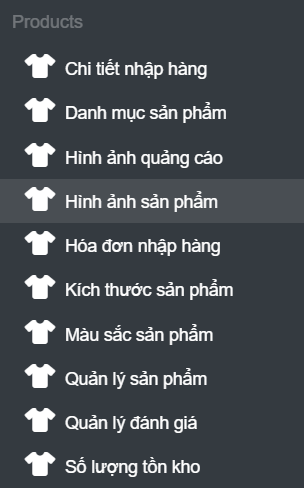 Products
Chi tiết nhập hàng
Danh mục sản phẩm
Hình ảnh quảng cáo
Hình ảnh sản phẩm
Hóa đơn nhập hàng
Kích thước sản phẩm
Màu sắc sản phẩm
Quản lý sản phẩm
Quản lý đánh giá
Số lượng tồn kho